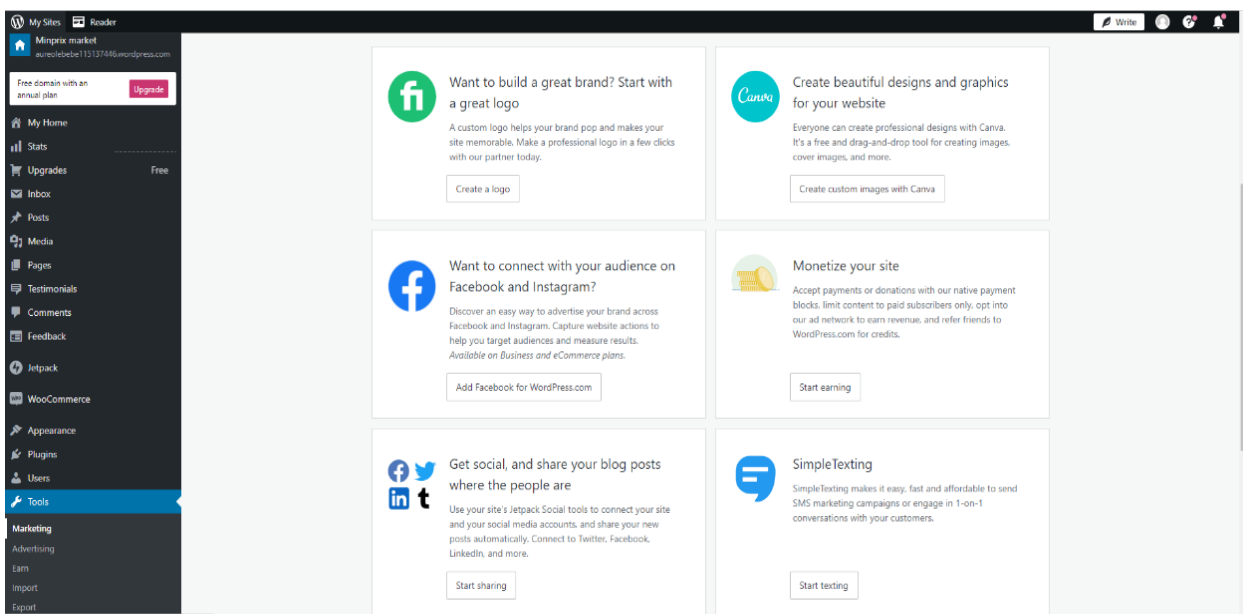 My Sites Reader Write
Minprix market
aureolebebe115137446.wordpress.com
Free domain with an
annual plan
Upgrade
My Home
Stats
Upgrades Free
Inbox
Posts
Media
Pages
Testimonials
Comments
Feedback
Jetpack
WooCommerce
Appearance
Plugins
Users
Tools
Marketing
Advertising
Earn
Import
Export
fi
Want to build a great brand? Start with
a great logo
A custom logo helps your brand pop and makes your
site memorable. Make a professional logo in a few clicks
with our partner today.
Create a logo
Canva
Create beautiful designs and graphics
for your website
Everyone can create professional designs with Canva.
It's a free and drag-and-drop tool for creating images,
cover images, and more.
Create custom images with Canva
Want to connect with your audience on
Facebook and Instagram?
Discover an easy way to advertise your brand across
Facebook and Instagram. Capture website actions to
help you target audiences and measure results.
Available on Business and eCommerce plans.
Add Facebook for WordPress.com
Monetize your site
Accept payments or donations with our native payment
blocks, limit content to paid subscribers only, opt into
our ad network to earn revenue, and refer friends to
WordPress.com for credits.
Start earning
Get social, and share your blog posts
where the people are
Use your site's Jetpack Social tools to connect your site
and your social media accounts, and share your new
posts automatically. Connect to Twitter, Facebook,
LinkedIn, and more.
Start sharing
SimpleTexting
SimpleTexting makes it easy, fast and affordable to send
SMS marketing campaigns or engage in 1-on-1
conversations with your customers.
Start texting